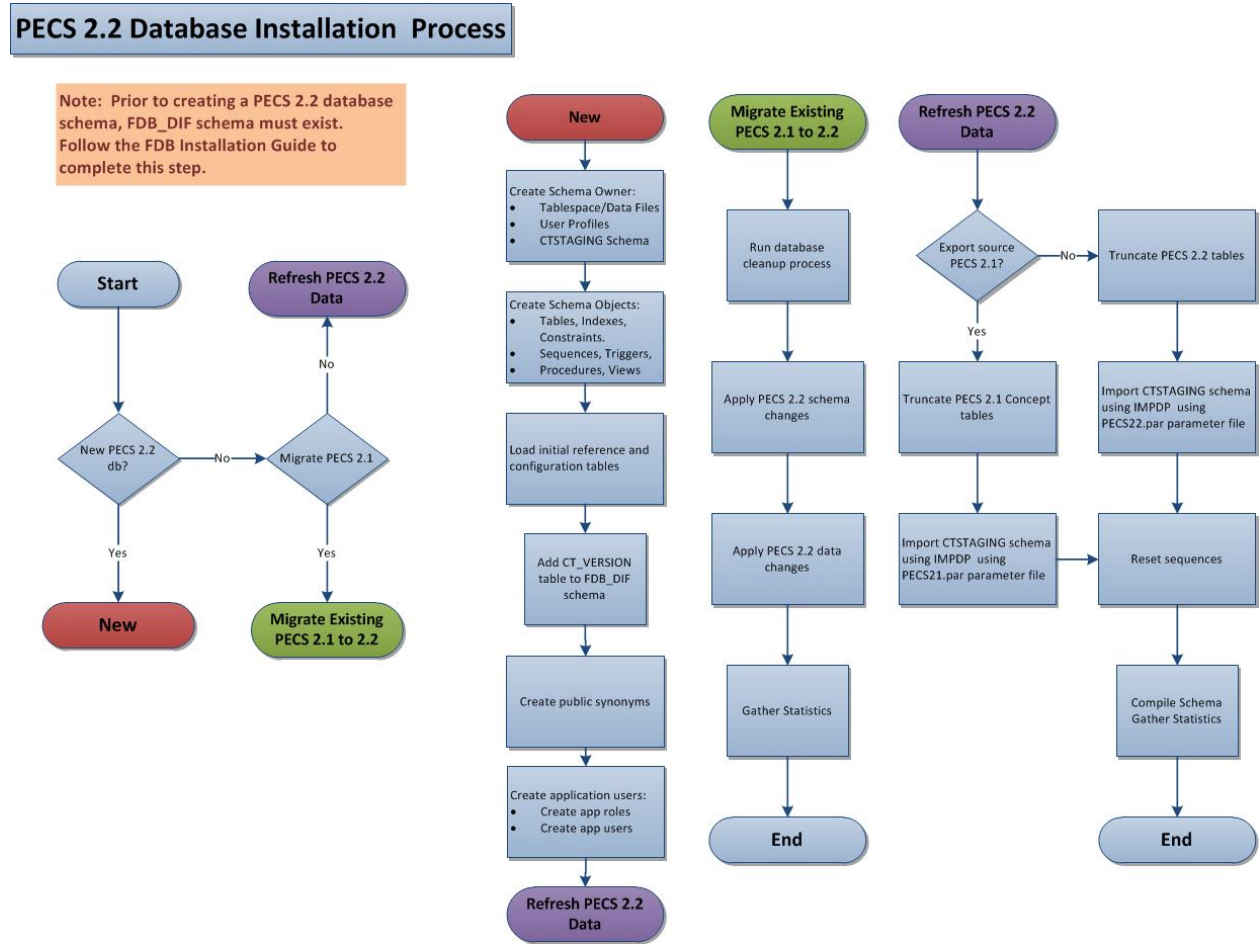 PECS 2.2 Database Installation Process
Note: Prior to creating a PECS 2.2 database
schema, FDB_DIF schema must exist.
Follow the FDB Installation Guide to
complete this step.
Start
New PECS 2.2
db?
No
Yes
New
Migrate PECS 2.1
No
Refresh PECS 2.2
Data
Yes
Migrate Existing
PECS 2.1 to 2.2
New
Create Schema Owner:
• Tablespace/Data Files
• User Profiles
• CTSTAGING Schema
Create Schema Objects:
• Tables, Indexes,
Constraints.
• Sequences, Triggers,
• Procedures, Views
Load initial reference and
configuration tables
Add CT_VERSION
table to FDB_DIF
schema
Create public synonyms
Create application users:
• Create app roles
• Create app users
Refresh PECS 2.2
Data
Migrate Existing
PECS 2.1 to 2.2
Run database
cleanup process
Apply PECS 2.2 schema
changes
Apply PECS 2.2 data
changes
Gather Statistics
End
Refresh PECS 2.2
Data
Export source
PECS 2.1?
No
Yes
Truncate PECS 2.1 Concept
tables
Import CTSTAGING schema
using IMPDP using
PECS21.par parameter file
Truncate PECS 2.2 tables
Import CTSTAGING schema
using IMPDP using
PECS22.par parameter file
Reset sequences
Compile Schema
Gather Statistics
End